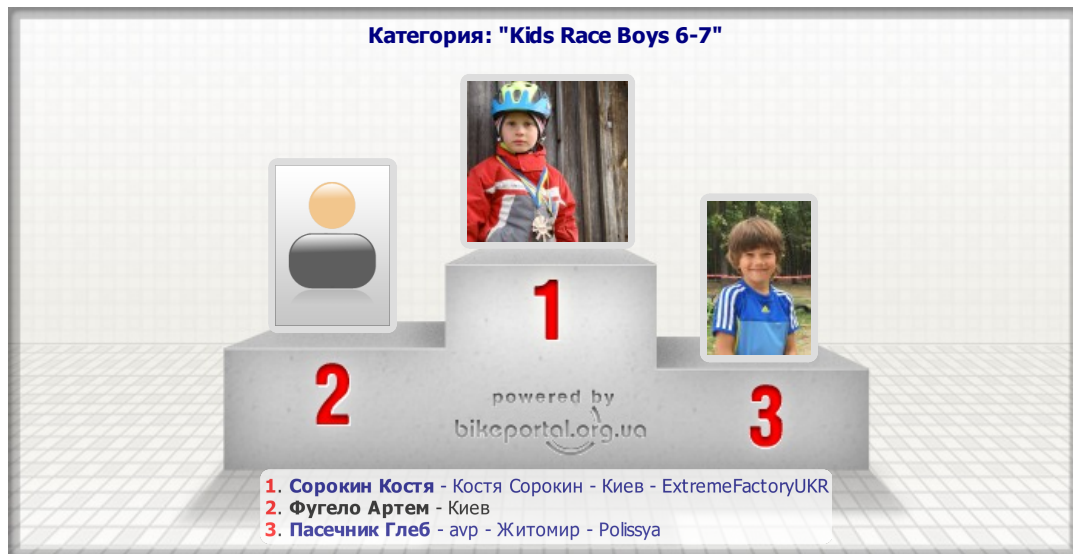 Категория: "Kids Race Boys 6-7"
1
2
3
powered by
bikeportal.org.ua
1. Сорокин Костя - Костя Сорокин - Киев - ExtremeFactoryUKR
2. Фугело Артем - Киев
3. Пасечник Глеб - avp - Житомир - Polissya